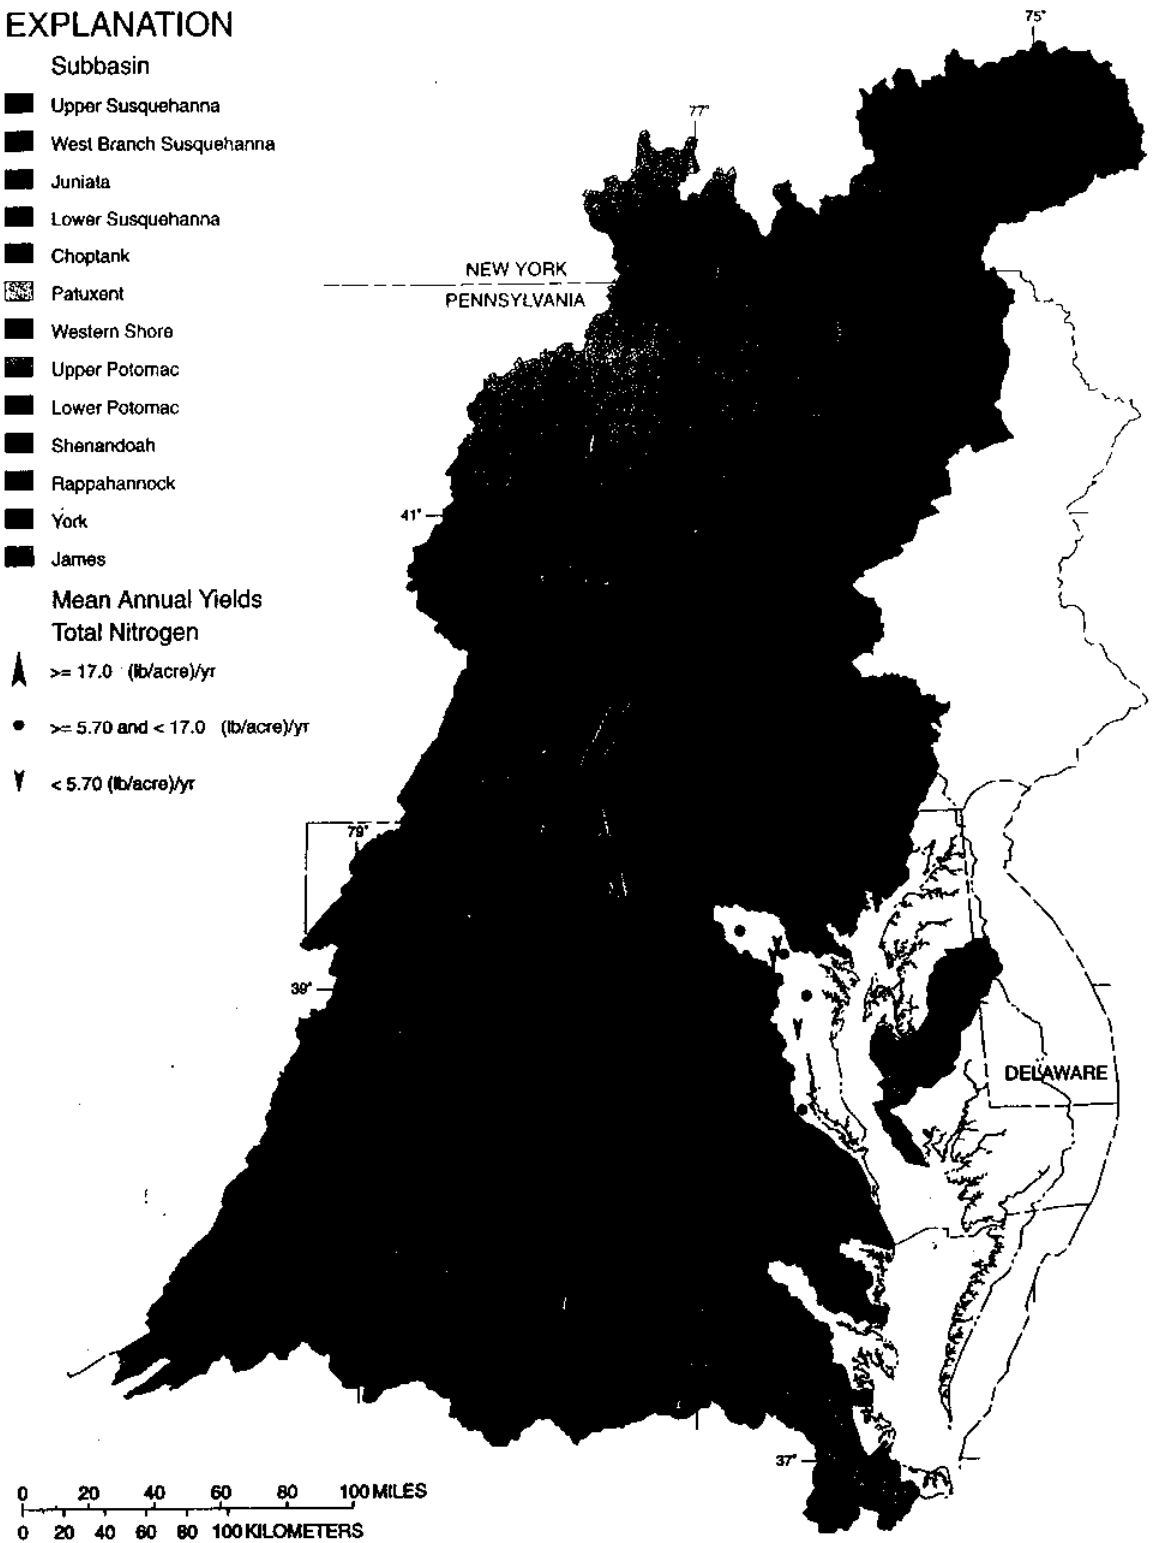 EXPLANATION
Subbasin
Upper Susquehanna
West Branch Susquehanna
Juniata
Lower Susquehanna
Choptank
Patuxent
Western Shore
Upper Potomac
Lower Potomac
Shenandoah
Rappahannock
York
James
Mean Annual Yields
Total Nitrogen
>= 17.0 (lb/acre)/yr
>= 5.70 and < 17.0 (lb/acre)/yr
< 5.70 (lb/acre)/yr
75°
77°
NEW YORK
PENNSYLVANIA
41°
79°
39°
DELAWARE
37°
0 20 40 60 80 100 MILES
0 20 40 60 80 100 KILOMETERS